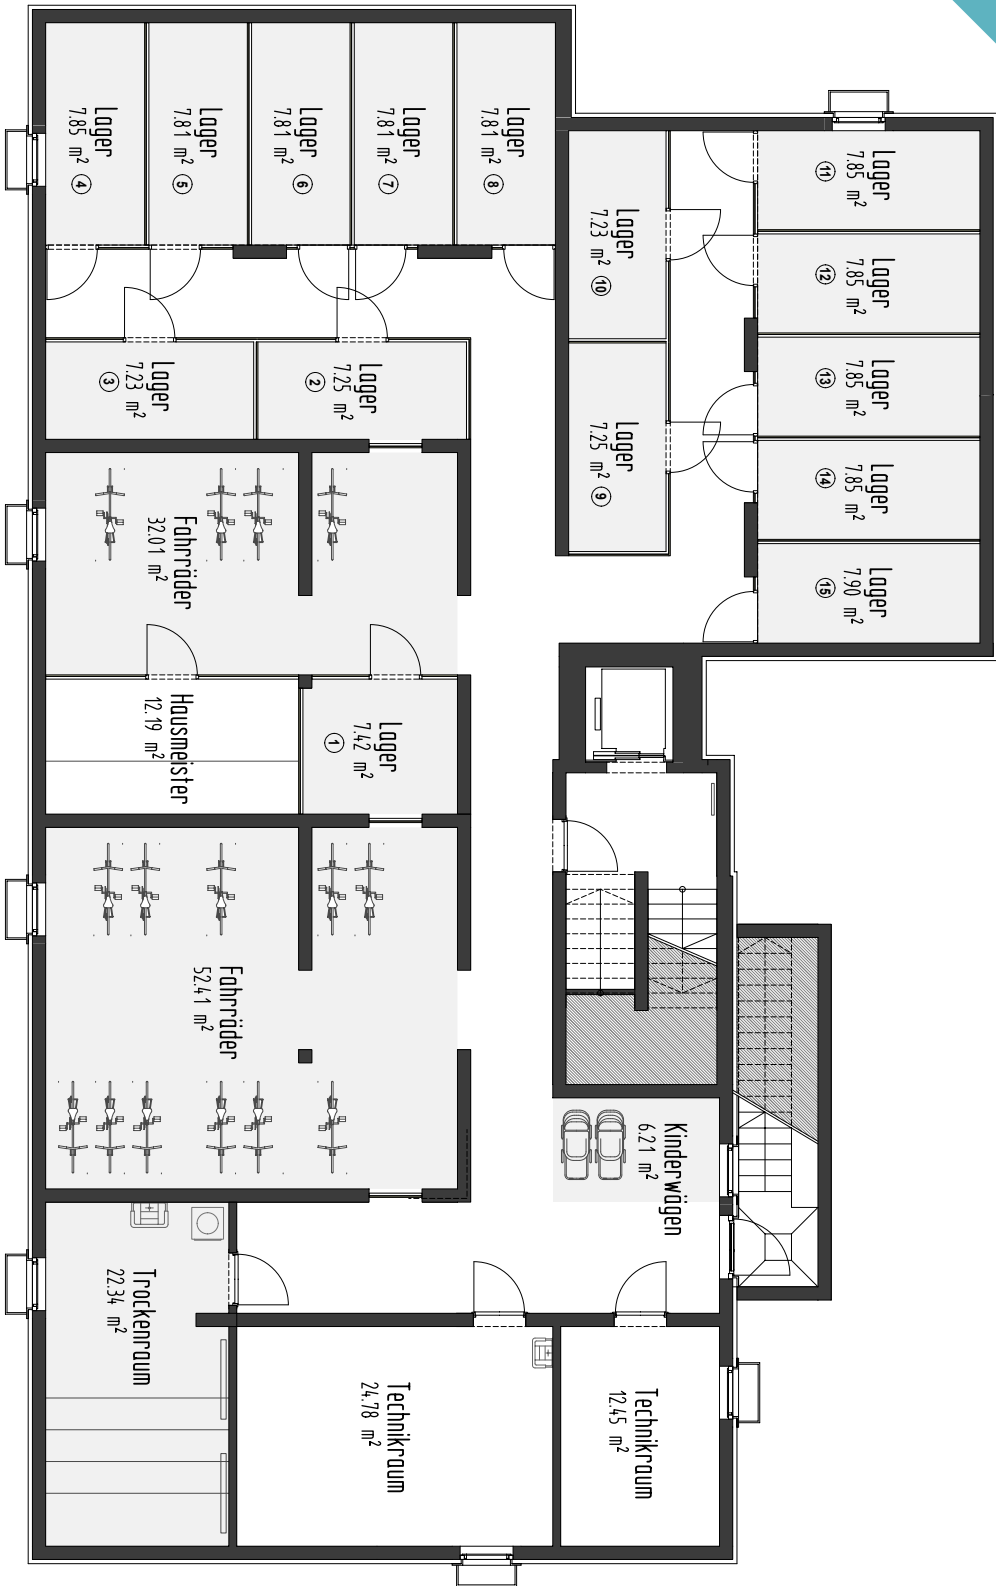 Lager
7.85 m²
4
Lager
7.81 m²
5
Lager
7.81 m²
6
Lager
7.81 m²
7
Lager
7.81 m²
8
Lager
7.23 m²
10
Lager
7.85 m²
11
Lager
7.85 m²
12
Lager
7.85 m²
13
Lager
7.85 m²
14
Lager
7.90 m²
15
Lager
7.25 m²
9
Lager
7.23 m²
3
Lager
7.25 m²
2
Fahrräder
32.01 m²
Hausmeister
12.19 m²
Lager
7.42 m²
1
Fahrräder
52.41 m²
Kinderwägen
6.21 m²
Trockenraum
22.34 m²
Technikraum
24.78 m²
Technikraum
12.45 m²